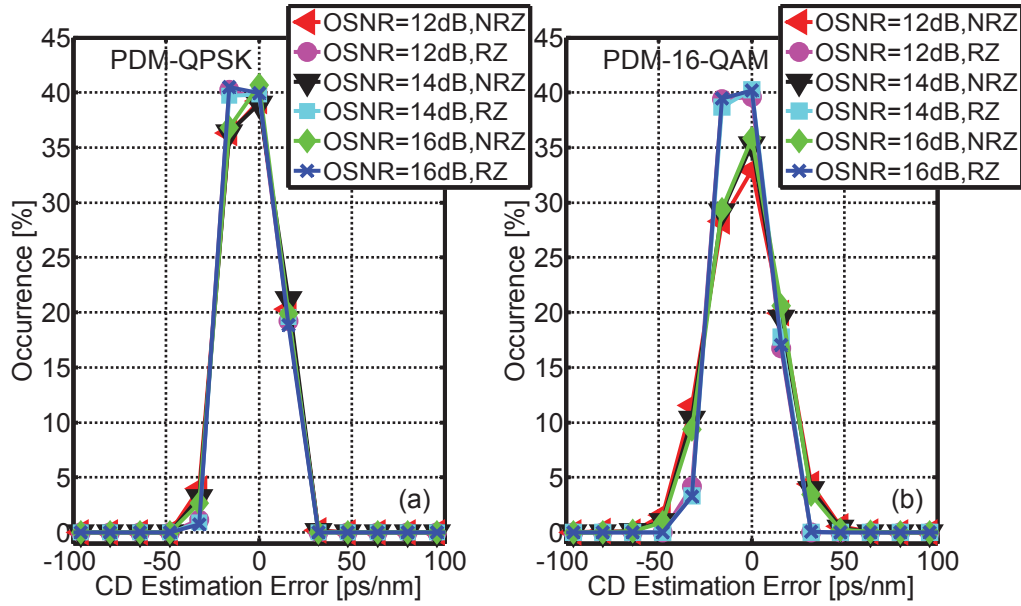 OSNR=12dB,NRZ
OSNR=12dB,RZ
OSNR=14dB,NRZ
OSNR=14dB,RZ
OSNR=16dB,NRZ
OSNR=16dB,RZ
PDM-QPSK
45
40
35
30
25
20
15
10
5
0
Occurrence [%]
(a)
-100
-50
0
50
100
CD Estimation Error [ps/nm]
OSNR=12dB,NRZ
OSNR=12dB,RZ
OSNR=14dB,NRZ
OSNR=14dB,RZ
OSNR=16dB,NRZ
OSNR=16dB,RZ
PDM-16-QAM
45
40
35
30
25
20
15
10
5
0
Occurrence [%]
(b)
-100
-50
0
50
100
CD Estimation Error [ps/nm]